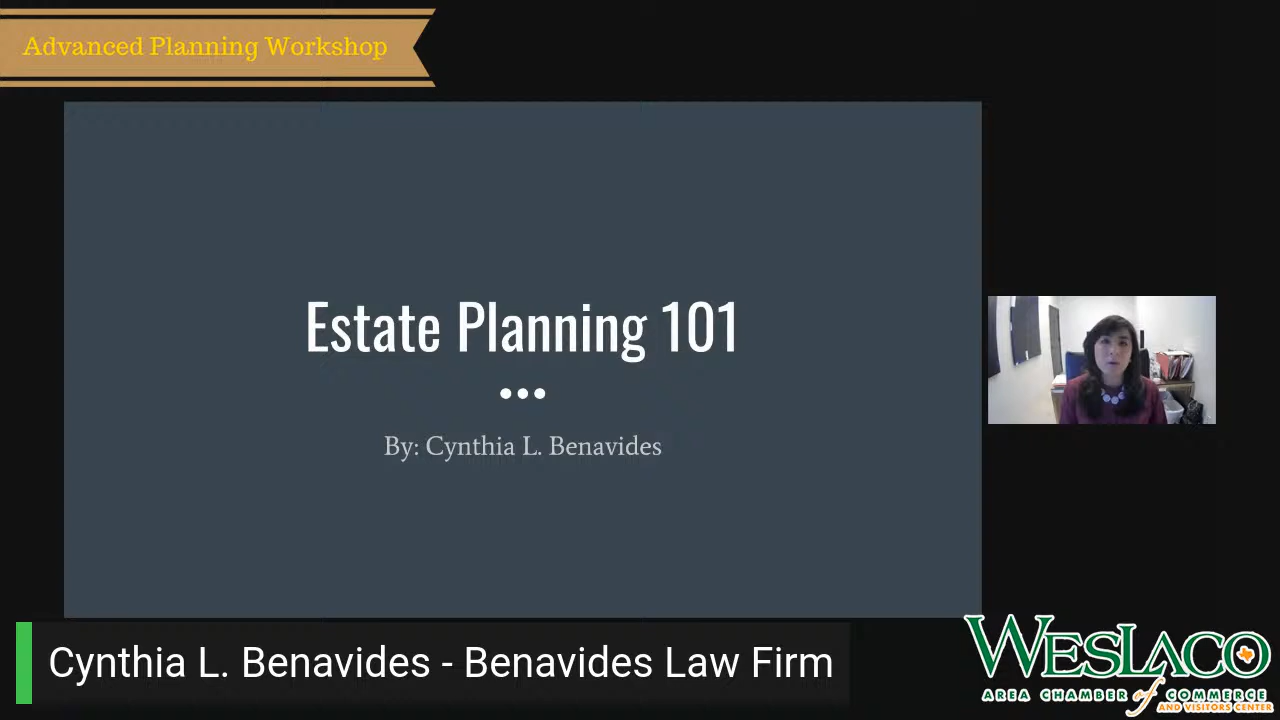 Advanced Planning Workshop
Estate Planning 101
By: Cynthia L. Benavides
Cynthia L. Benavides - Benavides Law Firm
WESLACO
AREA CHAMBER of COMMERCE
AND VISITORS CENTER